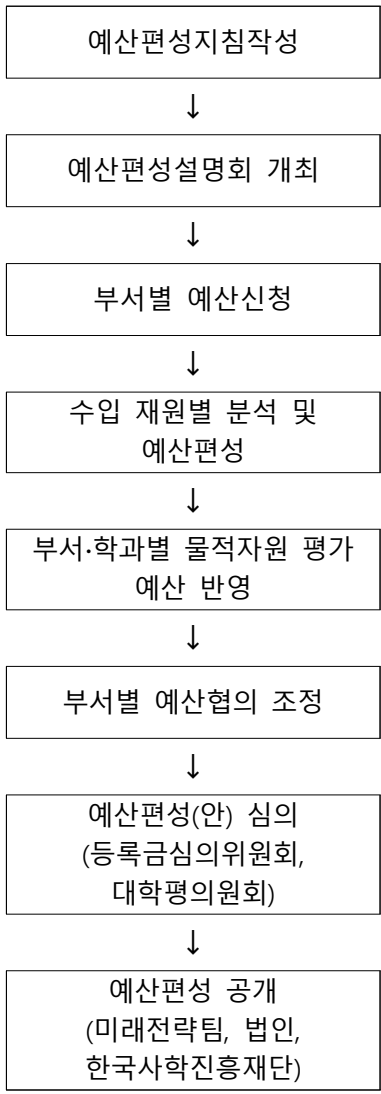 예산편성지침작성
↓
예산편성설명회 개최
↓
부서별 예산신청
↓
수입 재원별 분석 및
예산편성
↓
부서·학과별 물적자원 평가
예산 반영
↓
부서별 예산협의 조정
↓
예산편성(안) 심의
(등록금심의위원회,
대학평의원회)
↓
예산편성 공개
(미래전략팀, 법인,
한국사학진흥재단)